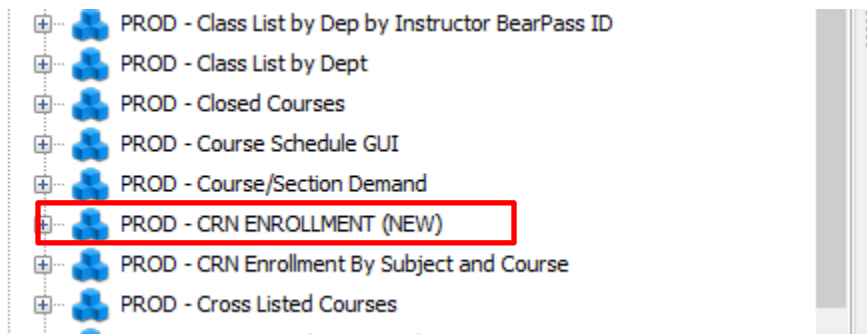 PROD - Class List by Dep by Instructor BearPass ID
PROD - Class List by Dept
PROD - Closed Courses
PROD - Course Schedule GUI
PROD - Course/Section Demand
PROD - CRN ENROLLMENT (NEW)
PROD - CRN Enrollment By Subject and Course
PROD - Cross Listed Courses